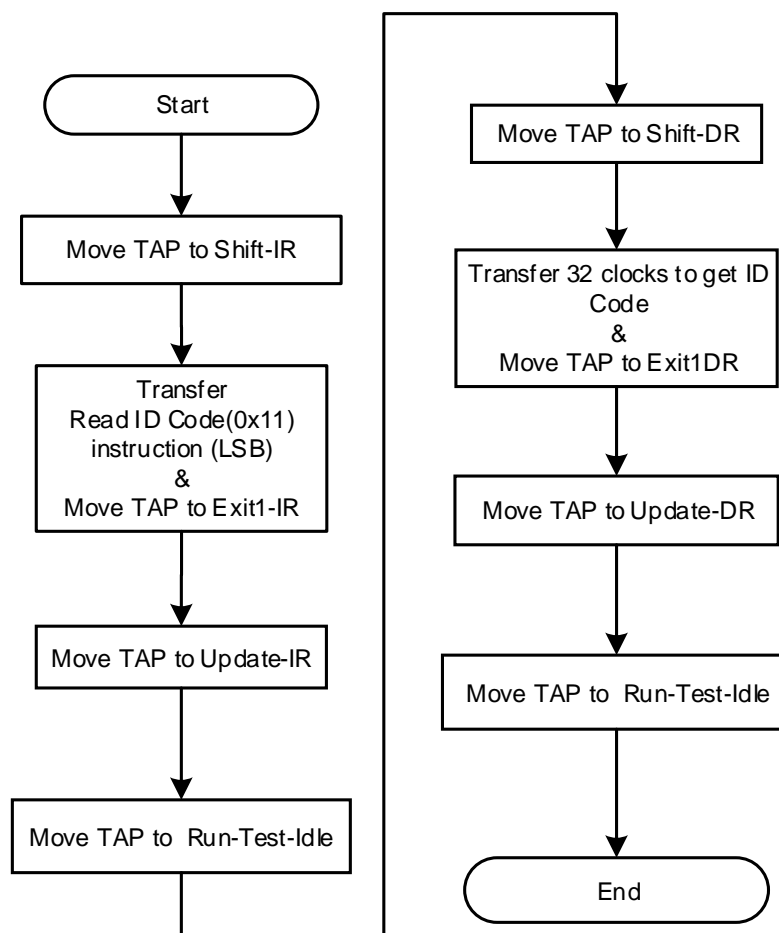 Start
Move TAP to Shift-IR
Transfer
Read ID Code(0x11)
instruction (LSB)
&
Move TAP to Exit1-IR
Move TAP to Update-IR
Move TAP to Run-Test-Idle
Move TAP to Shift-DR
Transfer 32 clocks to get ID
Code
&
Move TAP to Exit1DR
Move TAP to Update-DR
Move TAP to Run-Test-Idle
End